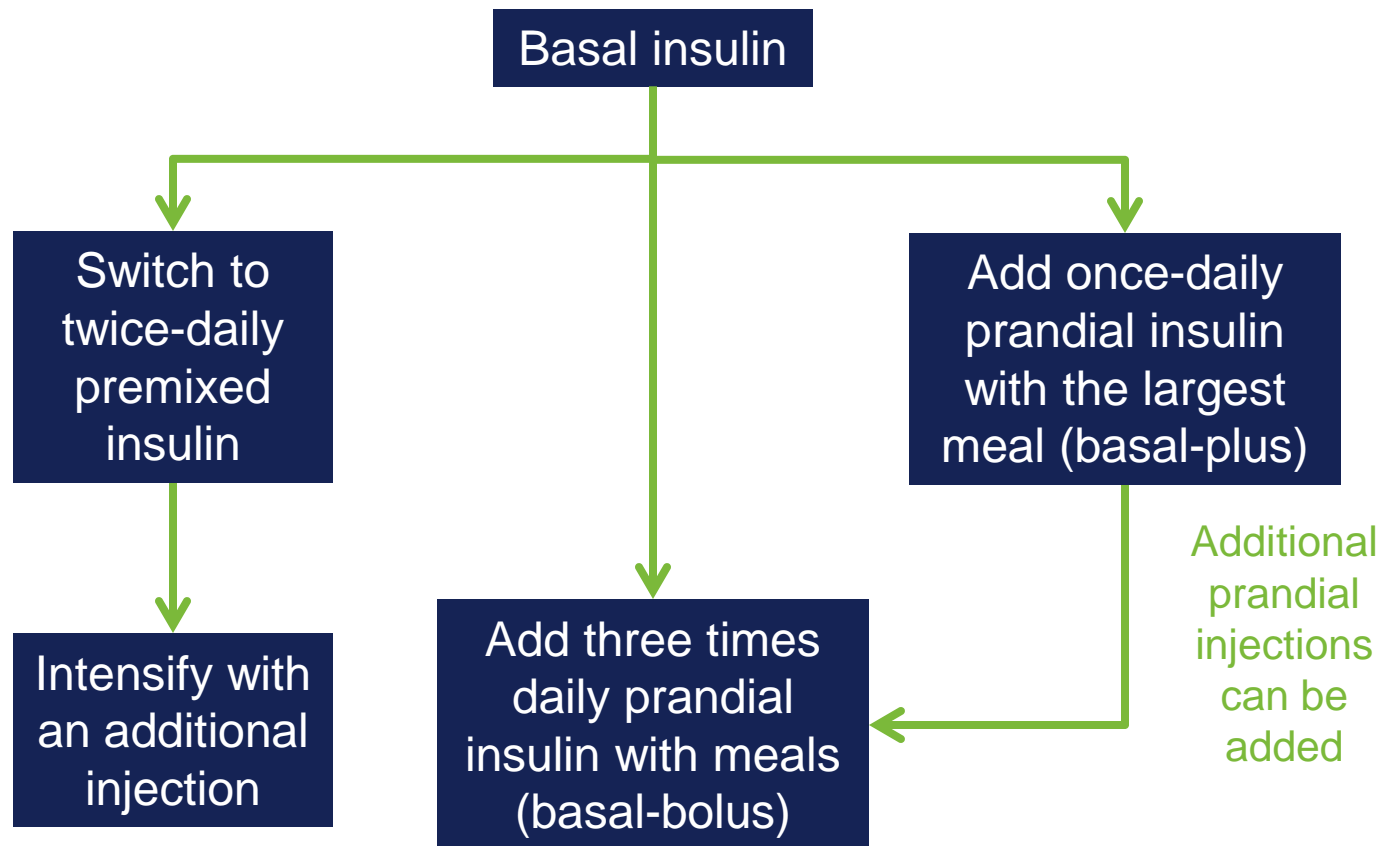 Basal insulin
Switch to
twice-daily
premixed
insulin
Add once-daily
prandial insulin
with the largest
meal (basal-plus)
Additional
prandial
injections
can be
added
Intensify with
an additional
injection
Add three times
daily prandial
insulin with meals
(basal-bolus)